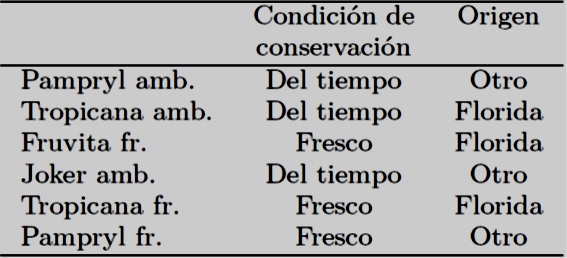 Condición de Origen
conservación
Pampryl amb. Del tiempo Otro
Tropicana amb. Del tiempo Florida
Fruvita fr. Fresco Florida
Joker amb. Del tiempo Otro
Tropicana fr. Fresco Florida
Pampryl fr. Fresco Otro